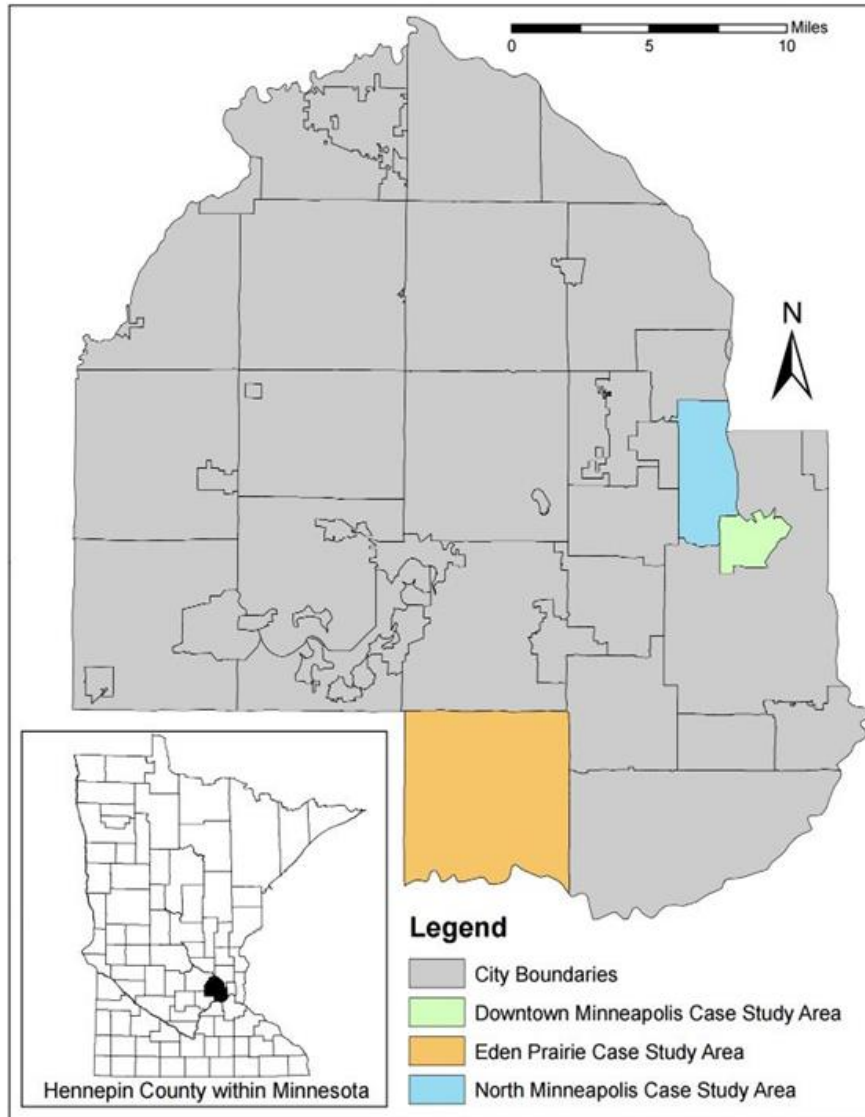 Miles
0 5 10
N
Legend
City Boundaries
Downtown Minneapolis Case Study Area
Eden Prairie Case Study Area
North Minneapolis Case Study Area
Hennepin County within Minnesota